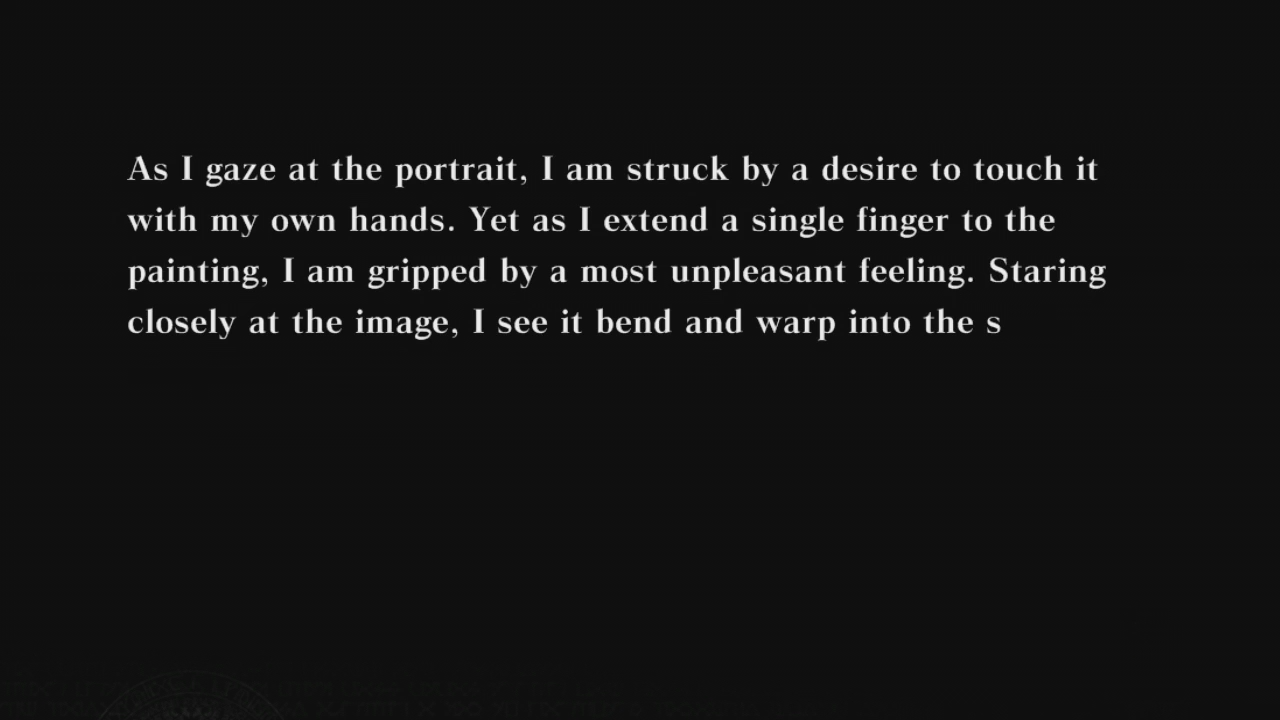 As I gaze at the portrait, I am struck by a desire to touch it
with my own hands. Yet as I extend a single finger to the
painting, I am gripped by a most unpleasant feeling. Staring
closely at the image, I see it bend and warp into the s